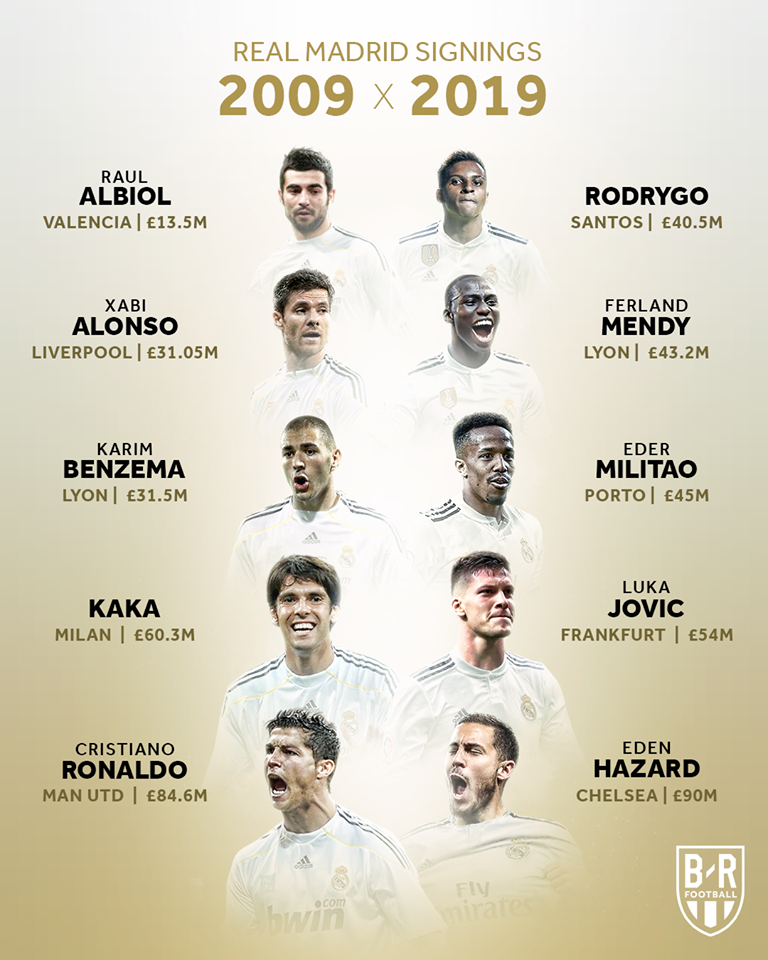 REAL MADRID SIGNINGS
2009 X 2019
RAUL
ALBIOL
VALENCIA | £13.5M
RODRYGO
SANTOS | £40.5M
XABI
ALONSO
LIVERPOOL | £31.05M
FERLAND
MENDY
LYON | £43.2M
KARIM
BENZEMA
LYON | £31.5M
EDER
MILITAO
PORTO | £45M
KAKA
MILAN | £60.3M
LUKA
JOVIC
FRANKFURT | £54M
CRISTIANO
RONALDO
MAN UTD | £84.6M
EDEN
HAZARD
CHELSEA | £90M
bwin.com
Fly
Emirates
B-R
FOOTBALL